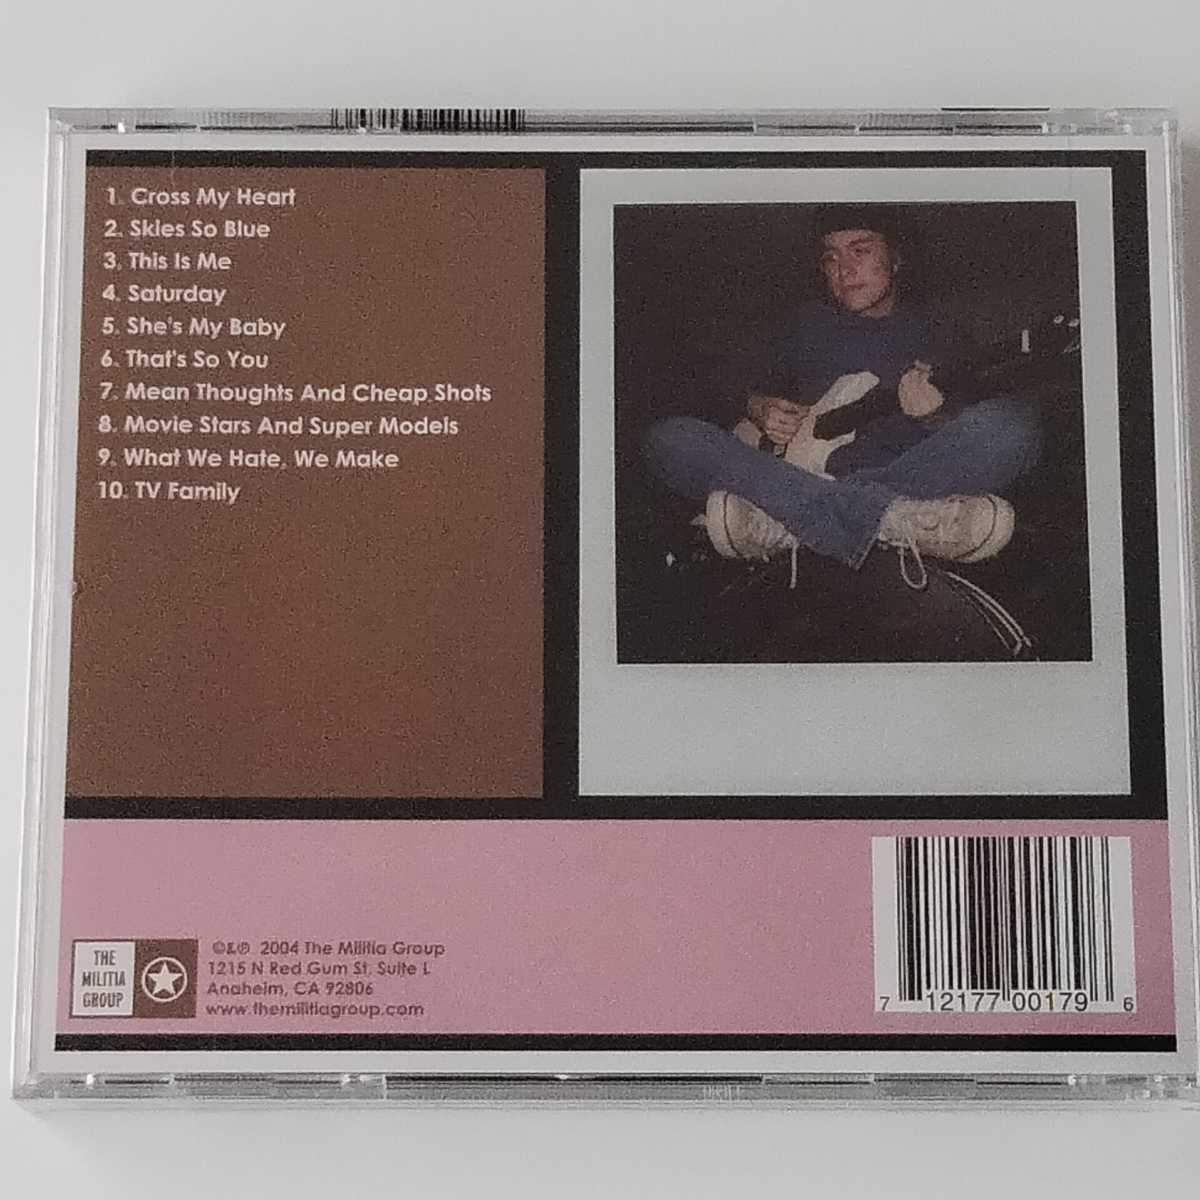 1. Cross My Heart
2. Skies So Blue
3. This Is Me
4. Saturday
5. She's My Baby
6. That's So You
7. Mean Thoughts And Cheap Shots
8. Movie Stars And Super Models
9. What We Hate, We Make
10. TV Family
THE
MILITIA
GROUP
©&℗ 2004 The Militia Group
1215 N Red Gum St, Suite L
Anaheim, CA 92806
www.themilitiagroup.com
7 12177 00179 6